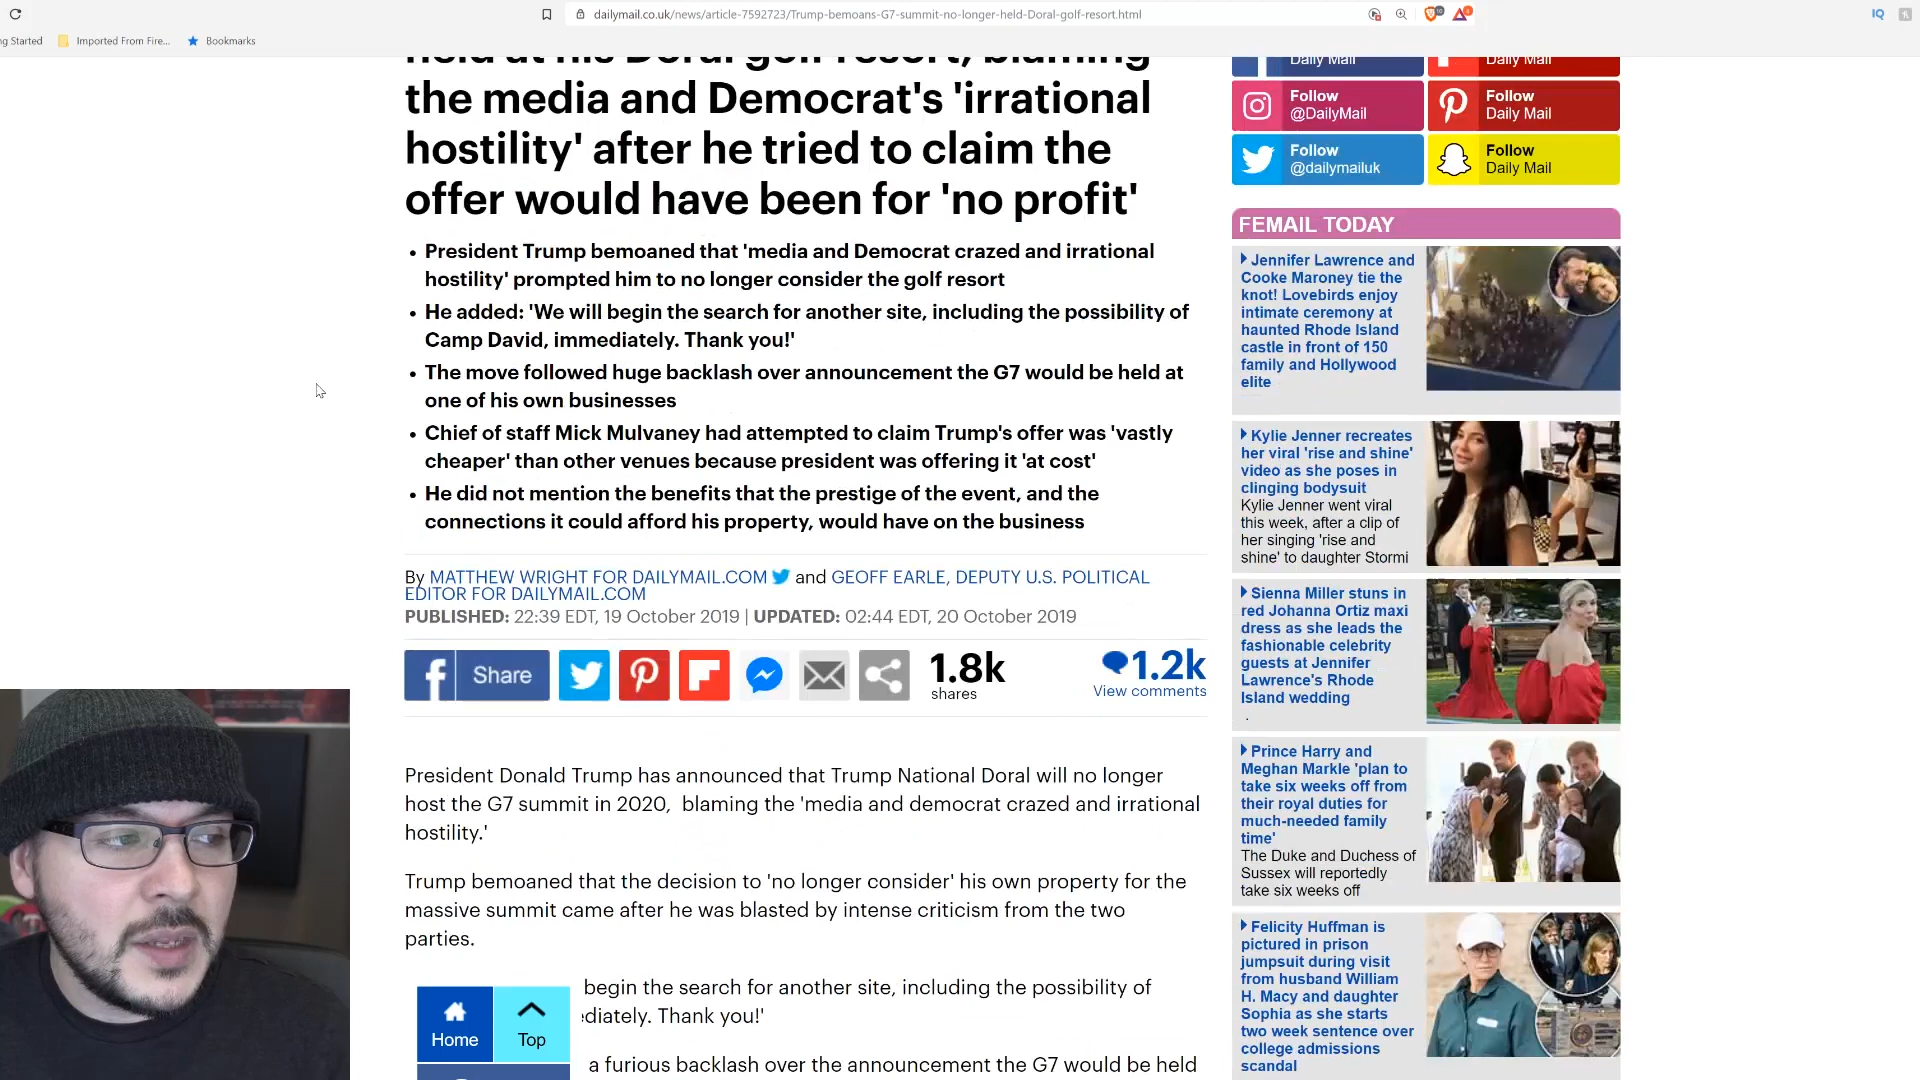 dailymail.co.uk/news/article-7592723/Trump-bemoans-G7-summit-no-longer-held-Doral-golf-resort.html
IQ
ng Started
Imported From Fire...
Bookmarks
held at his Doral golf resort, blaming
the media and Democrat's 'irrational
hostility' after he tried to claim the
offer would have been for 'no profit'
• President Trump bemoaned that 'media and Democrat crazed and irrational
hostility' prompted him to no longer consider the golf resort
• He added: 'We will begin the search for another site, including the possibility of
Camp David, immediately. Thank you!'
• The move followed huge backlash over announcement the G7 would be held at
one of his own businesses
• Chief of staff Mick Mulvaney had attempted to claim Trump's offer was 'vastly
cheaper' than other venues because president was offering it 'at cost'
• He did not mention the benefits that the prestige of the event, and the
connections it could afford his property, would have on the business
By MATTHEW WRIGHT FOR DAILYMAIL.COM and GEOFF EARLE, DEPUTY U.S. POLITICAL
EDITOR FOR DAILYMAIL.COM
PUBLISHED: 22:39 EDT, 19 October 2019 | UPDATED: 02:44 EDT, 20 October 2019
Share
1.8k
shares
1.2k
View comments
President Donald Trump has announced that Trump National Doral will no longer
host the G7 summit in 2020, blaming the 'media and democrat crazed and irrational
hostility.'
Trump bemoaned that the decision to 'no longer consider' his own property for the
massive summit came after he was blasted by intense criticism from the two
parties.
begin the search for another site, including the possibility of
ediately. Thank you!'
a furious backlash over the announcement the G7 would be held
Home
Top
Daily Mail
Daily Mail
Follow
@DailyMail
Follow
Daily Mail
Follow
@dailymailuk
Follow
Daily Mail
FEMAIL TODAY
Jennifer Lawrence and
Cooke Maroney tie the
knot! Lovebirds enjoy
intimate ceremony at
haunted Rhode Island
castle in front of 150
family and Hollywood
elite
Kylie Jenner recreates
her viral 'rise and shine'
video as she poses in
clinging bodysuit
Kylie Jenner went viral
this week, after a clip of
her singing 'rise and
shine' to daughter Stormi
Sienna Miller stuns in
red Johanna Ortiz maxi
dress as she leads the
fashionable celebrity
guests at Jennifer
Lawrence's Rhode
Island wedding
.
Prince Harry and
Meghan Markle 'plan to
take six weeks off from
their royal duties for
much-needed family
time'
The Duke and Duchess of
Sussex will reportedly
take six weeks off
Felicity Huffman is
pictured in prison
jumpsuit during visit
from husband William
H. Macy and daughter
Sophia as she starts
two week sentence over
college admissions
scandal